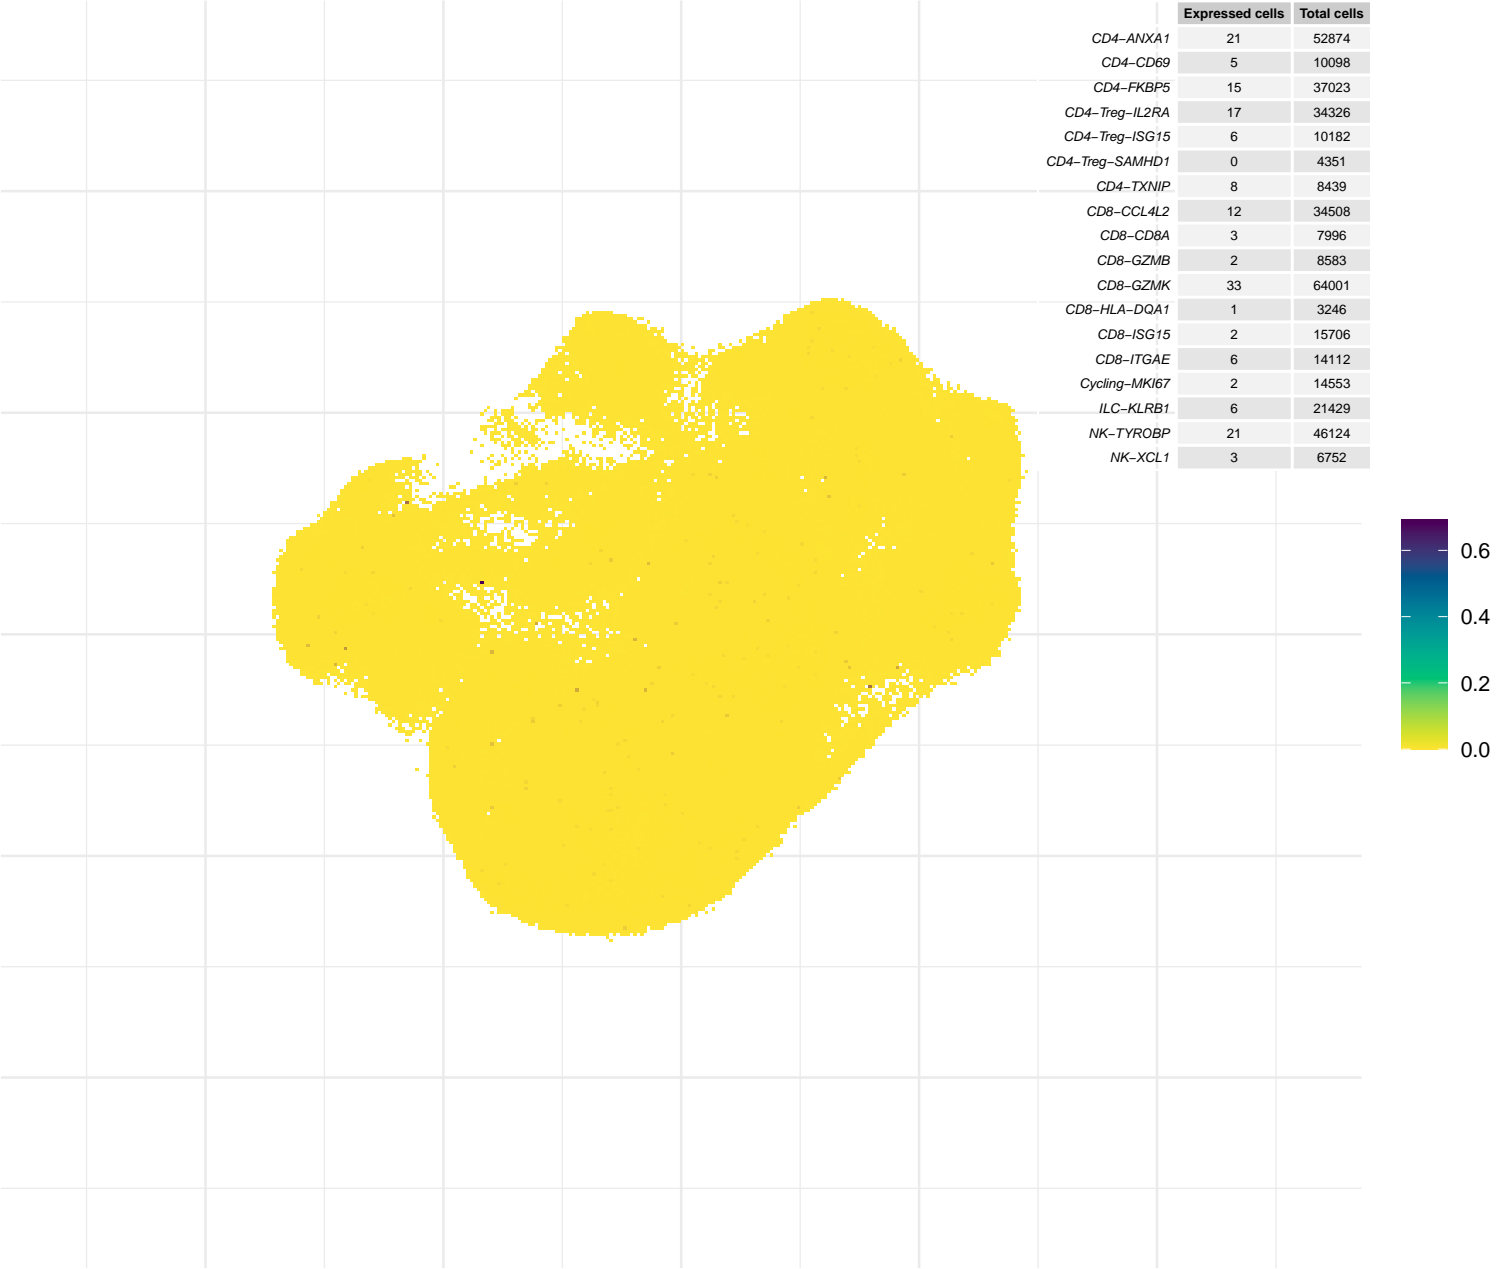 Expressed cells Total cells
CD4−ANXA1 21 52874
CD4−CD69 5 10098
CD4−FKBP5 15 37023
CD4−Treg−IL2RA 17 34326
CD4−Treg−ISG15 6 10182
CD4−Treg−SAMHD1 0 4351
CD4−TXNIP 8 8439
CD8−CCL4L2 12 34508
CD8−CD8A 3 7996
CD8−GZMB 2 8583
CD8−GZMK 33 64001
CD8−HLA−DQA1 1 3246
CD8−ISG15 2 15706
CD8−ITGAE 6 14112
Cycling−MKI67 2 14553
ILC−KLRB1 6 21429
NK−TYROBP 21 46124
NK−XCL1 3 6752
0.6
0.4
0.2
0.0